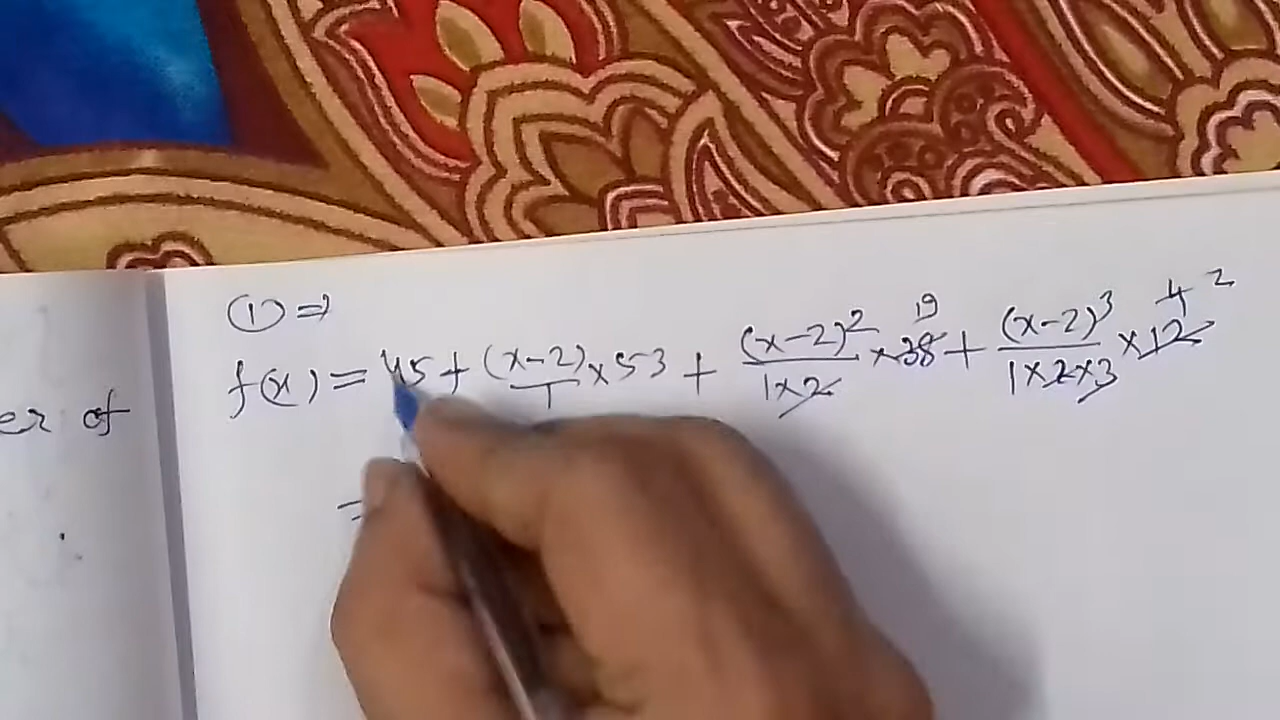 ① ⇒
f(x) = 45 + (x-2)/1 × 53 + (x-2)²/(1×2) × 38 19 + (x-2)³/(1×2×3) × 12 4 2
=
er of